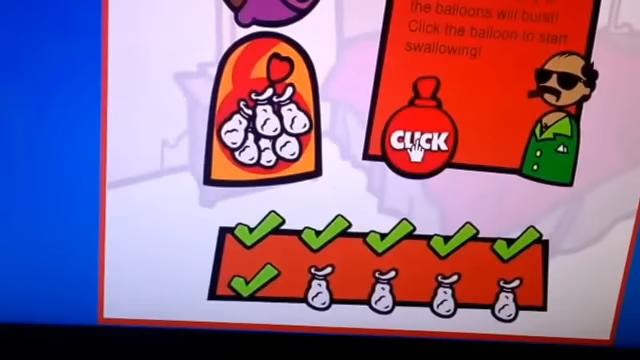 the balloons will burst!
Click the balloon to start
swallowing!
CLICK